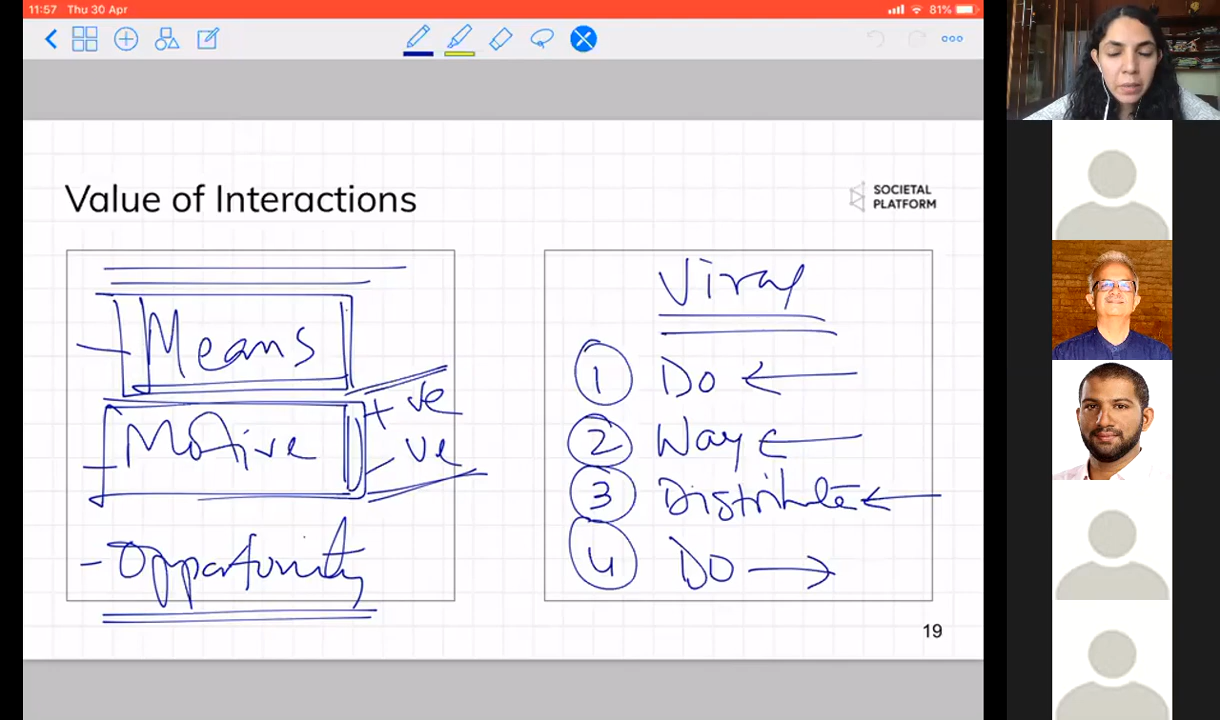 11:57 Thu 30 Apr 81%
Value of Interactions
SOCIETAL
PLATFORM
- Means
- Motive
+ ve
- ve
- Opportunity
Viral
1 Do ←
2 Way ←
3 Distribute ←
4 Do →
19